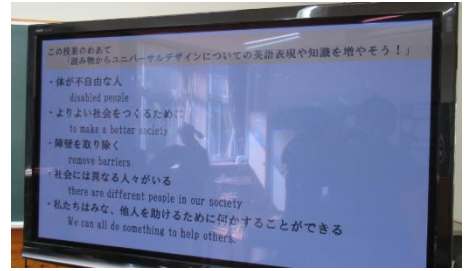 この授業のめあて
「読み物からユニバーサルデザインについての英語表現や知識を増やそう！」
・体が不自由な人
disabled people
・よりよい社会をつくるために
to make a better society
・障壁を取り除く
remove barriers
・社会には異なる人々がいる
there are different people in our society
・私たちはみな、他人を助けるために何かすることができる
We can all do something to help others.